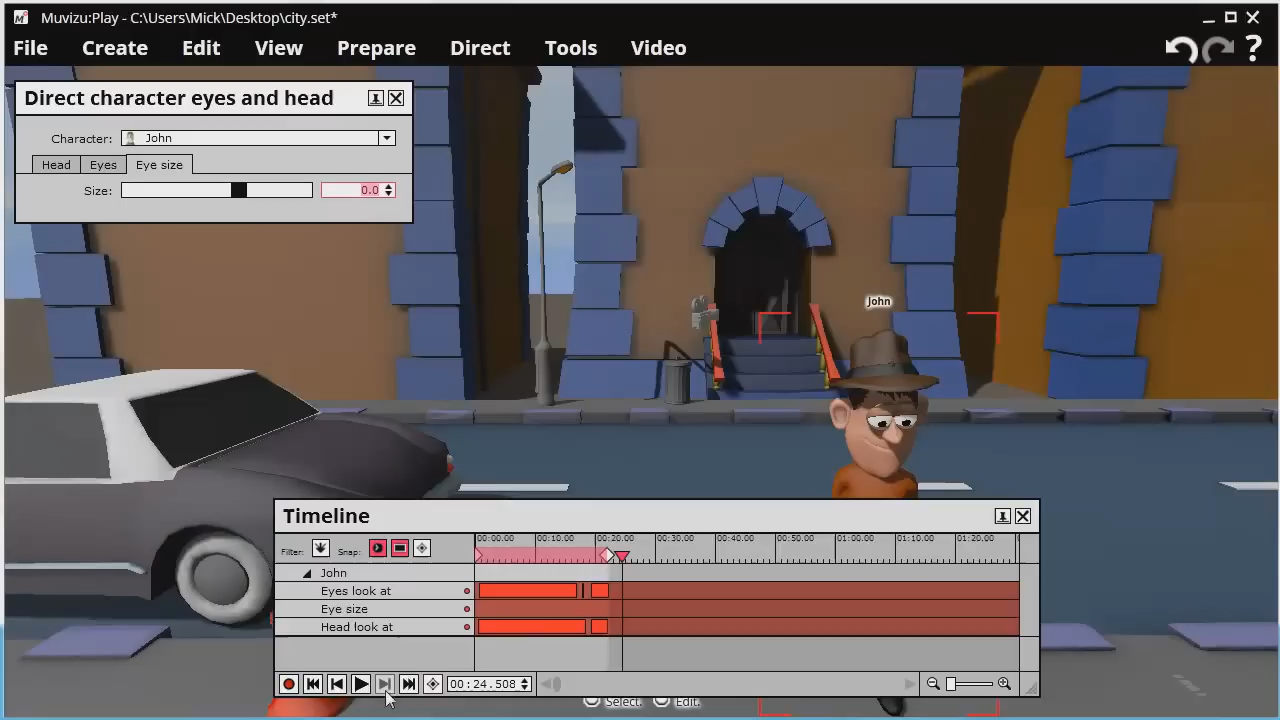 Muvizu:Play - C:\Users\Mick\Desktop\city.set*
File Create Edit View Prepare Direct Tools Video ?
Direct character eyes and head
Character: John
Head Eyes Eye size
Size: 0.0
John
Timeline
Filter: Snap: 00:00.00 00:10.00 00:20.00 00:30.00 00:40.00 00:50.00 01:00.00 01:10.00 01:20.00
John
Eyes look at
Eye size
Head look at
00:24.508
Select. Edit.